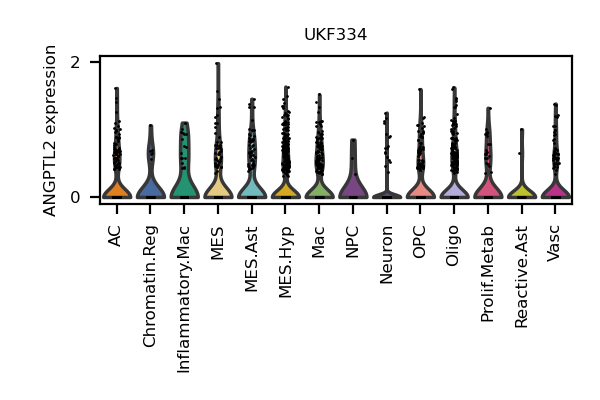 UKF334
ANGPTL2 expression
2
0
AC
Chromatin.Reg
Inflammatory.Mac
MES
MES.Ast
MES.Hyp
Mac
NPC
Neuron
OPC
Oligo
Prolif.Metab
Reactive.Ast
Vasc